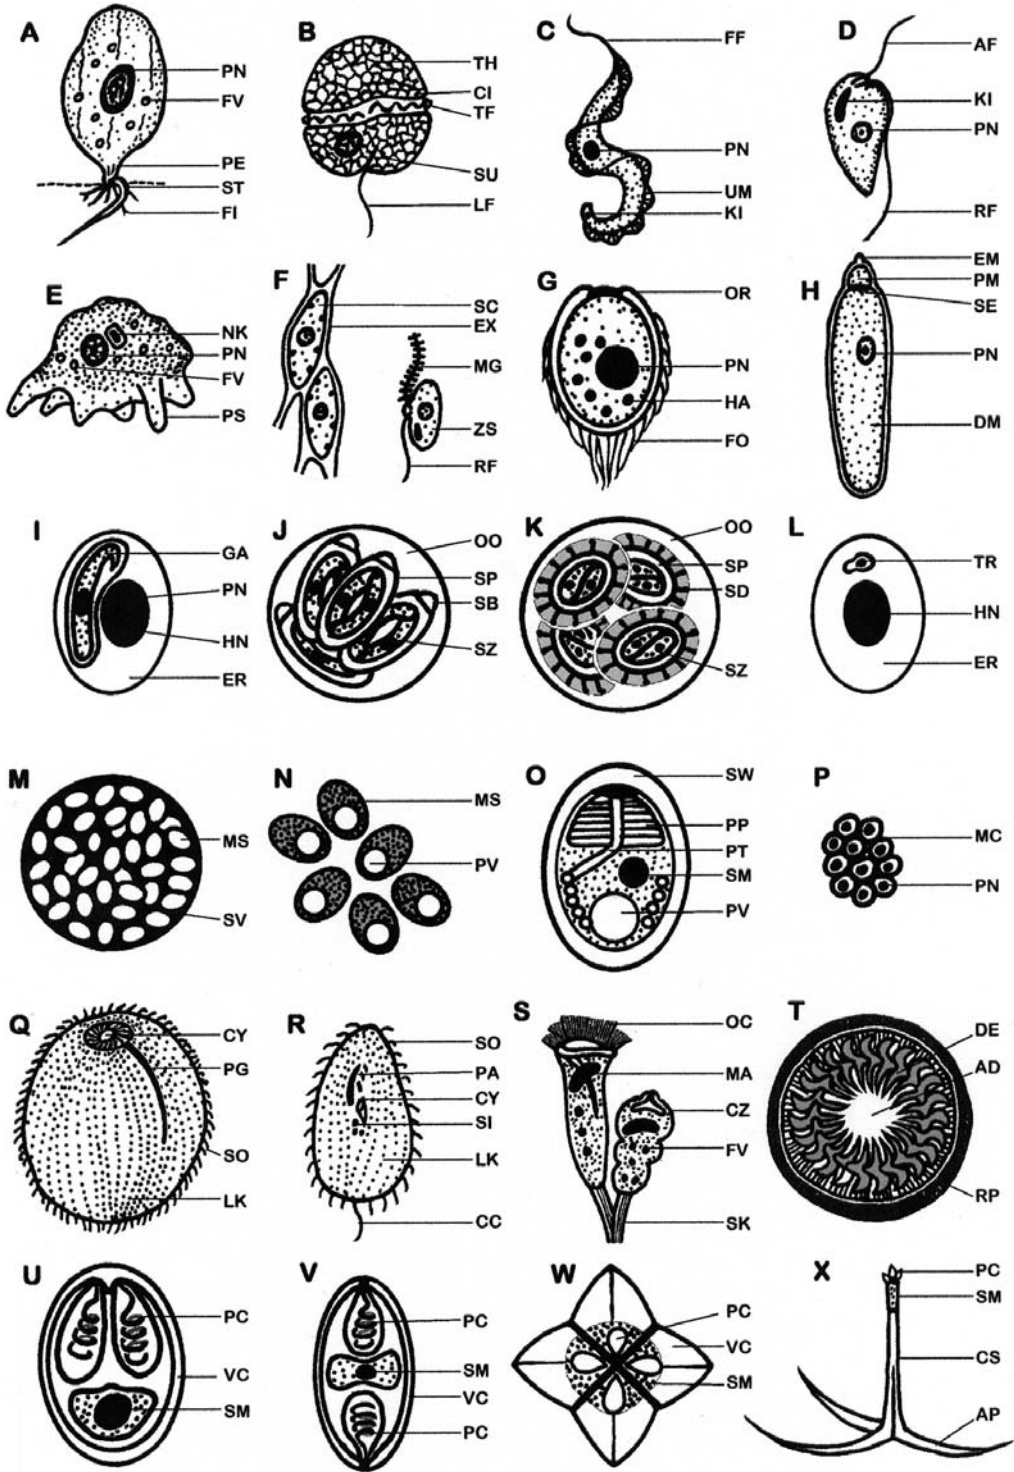 A
PN
FV
PE
ST
FI
B
TH
CI
TF
SU
LF
C
FF
PN
UM
KI
D
AF
KI
PN
RF
E
NK
PN
FV
PS
F
SC
EX
MG
ZS
RF
G
OR
PN
HA
FO
H
EM
PM
SE
PN
DM
I
GA
PN
HN
ER
J
OO
SP
SB
SZ
K
OO
SP
SD
SZ
L
TR
HN
ER
M
MS
SV
N
MS
PV
O
SW
PP
PT
SM
PV
P
MC
PN
Q
CY
PG
SO
LK
R
SO
PA
CY
SI
LK
CC
S
OC
MA
CZ
FV
SK
T
DE
AD
RP
U
PC
VC
SM
V
PC
SM
VC
PC
W
PC
VC
SM
X
PC
SM
CS
AP